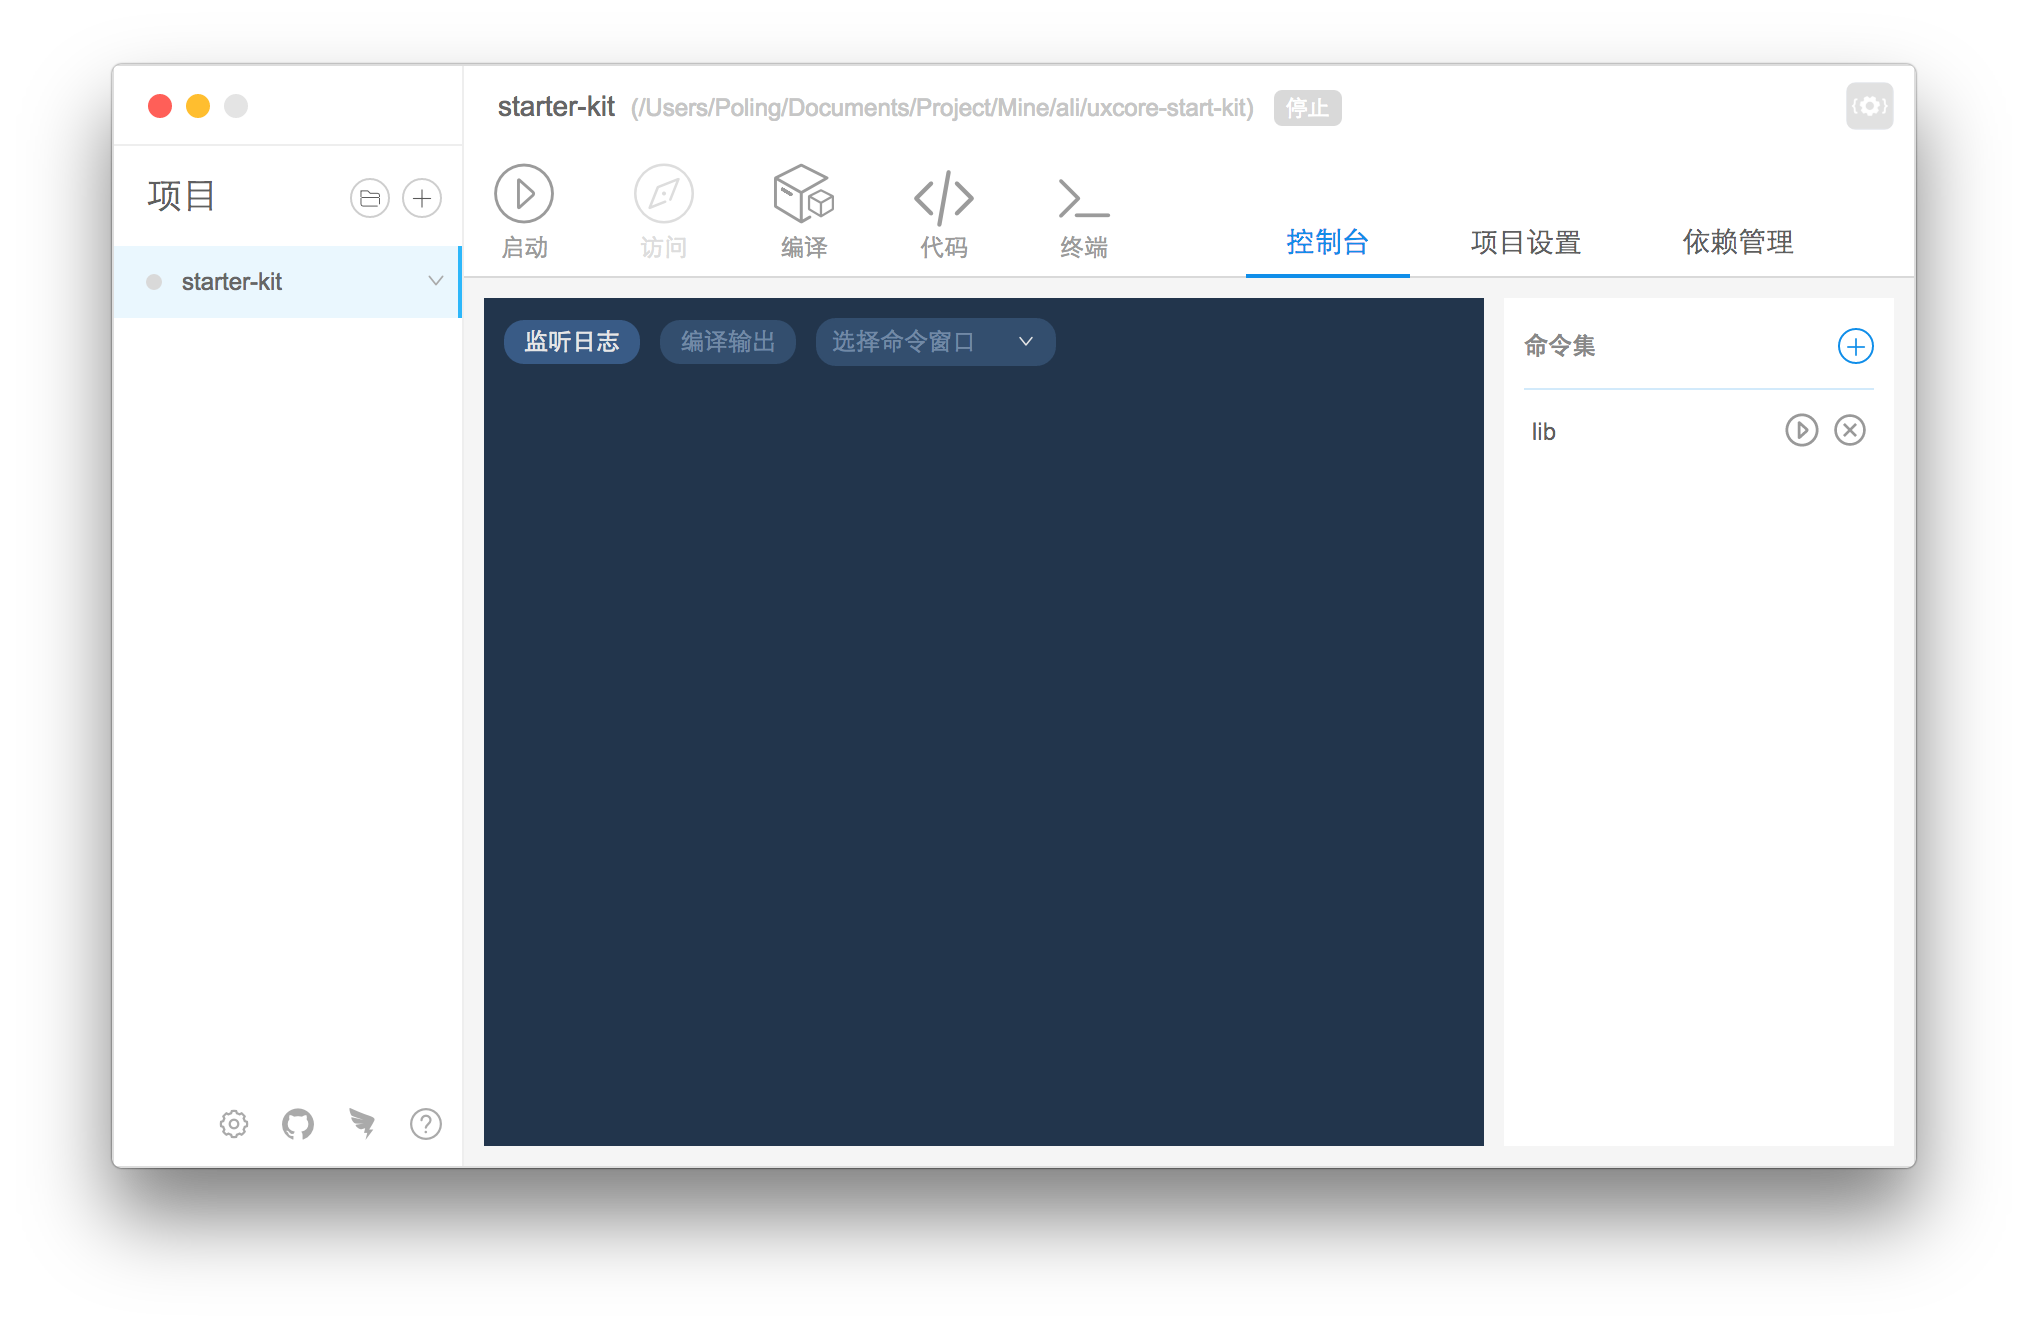 starter-kit (/Users/Poling/Documents/Project/Mine/ali/uxcore-start-kit) 停止
项目
starter-kit
启动 访问 编译 代码 终端
控制台 项目设置 依赖管理
监听日志 编译输出 选择命令窗口
命令集
lib